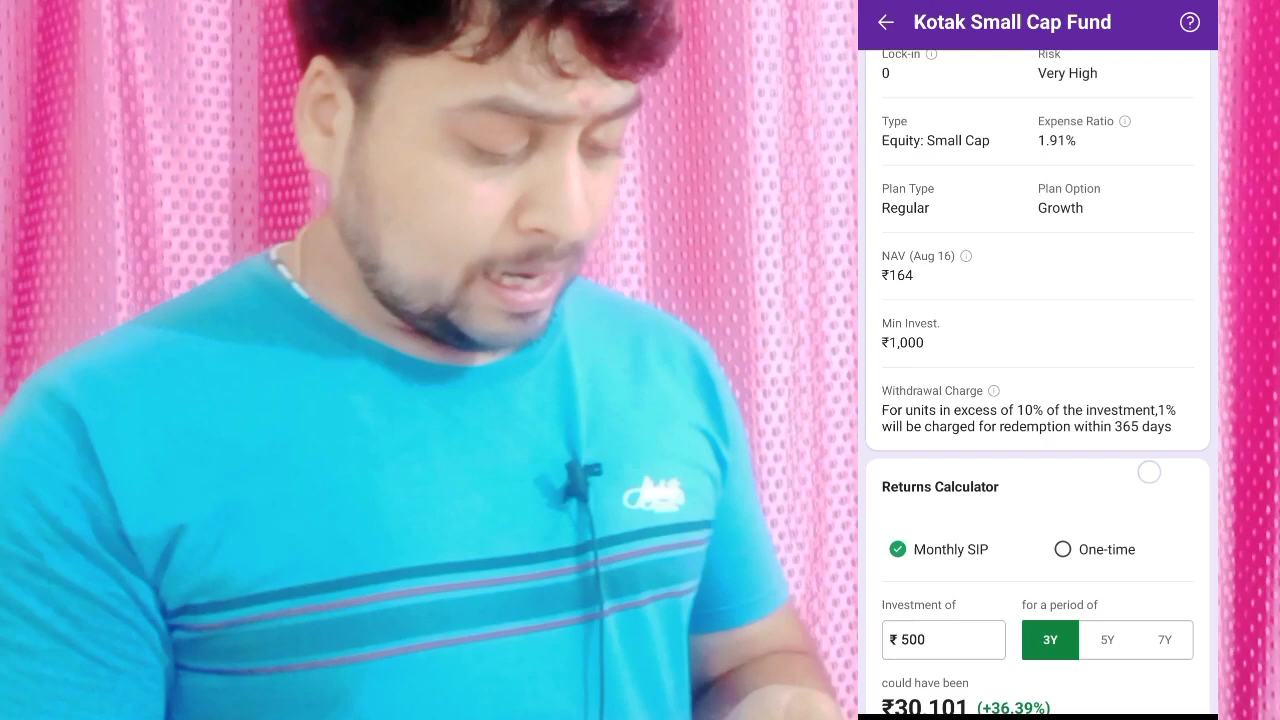 Kotak Small Cap Fund
Lock-in
Risk
0
Very High
Type
Expense Ratio
Equity: Small Cap
1.91%
Plan Type
Plan Option
Regular
Growth
NAV (Aug 16)
₹164
Min Invest.
₹1,000
Withdrawal Charge
For units in excess of 10% of the investment,1%
will be charged for redemption within 365 days
Returns Calculator
Monthly SIP
One-time
Investment of
for a period of
₹ 500
3Y
5Y
7Y
could have been
₹30,101 (+36.39%)